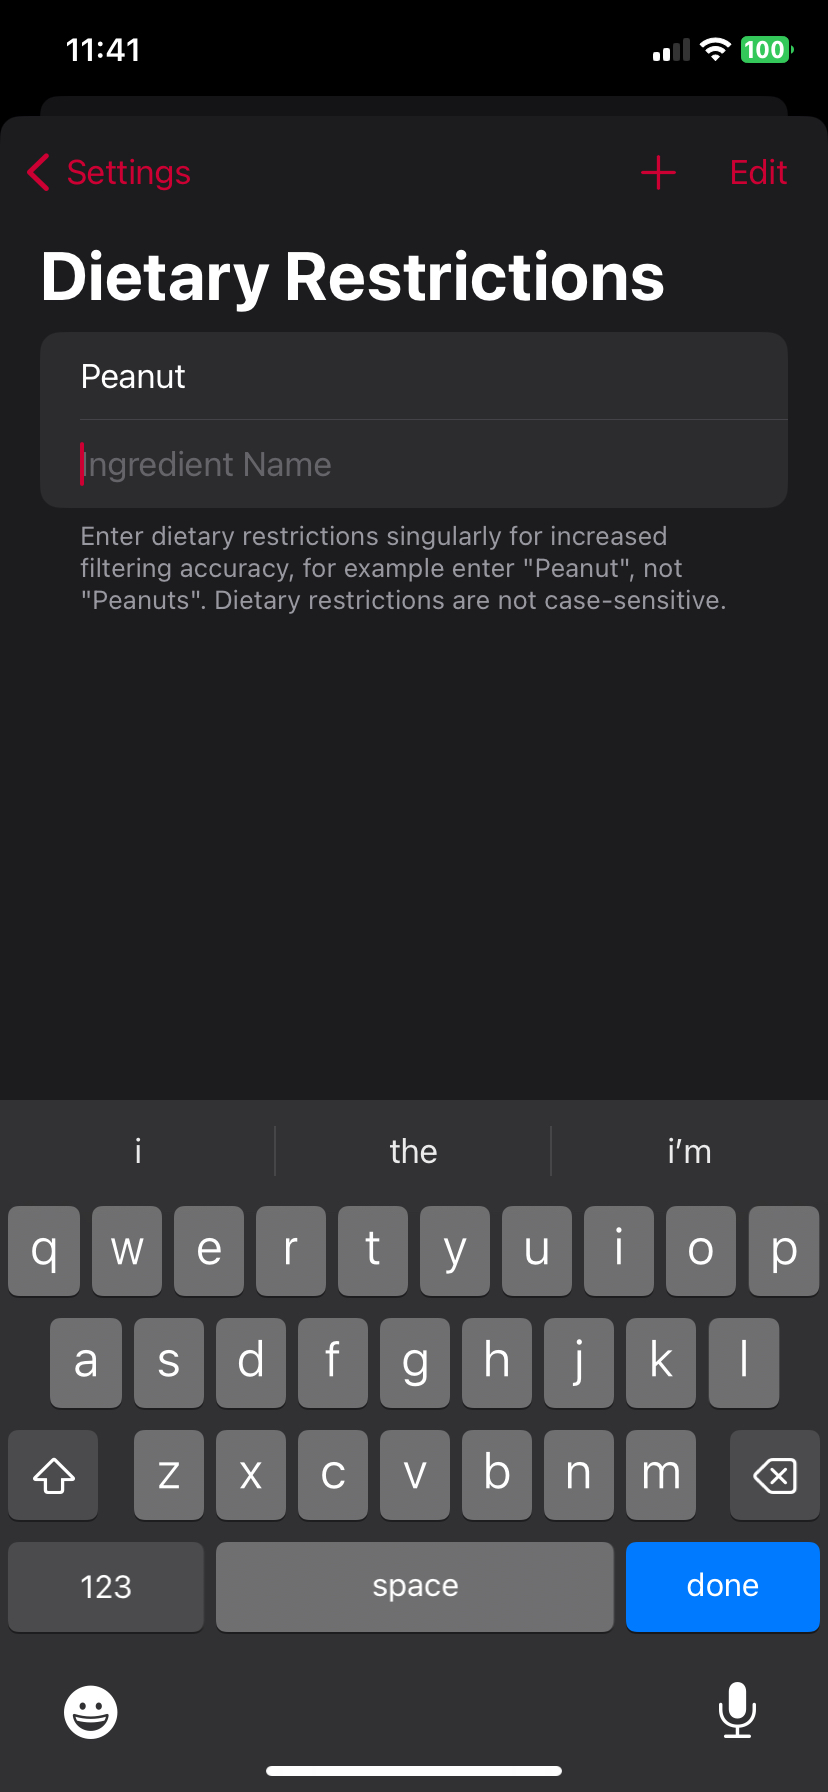 11:41
100
Settings
Edit
Dietary Restrictions
Peanut
Ingredient Name
Enter dietary restrictions singularly for increased
filtering accuracy, for example enter "Peanut", not
"Peanuts". Dietary restrictions are not case-sensitive.
i the i’m
q w e r t y u i o p
a s d f g h j k l
z x c v b n m
123 space done